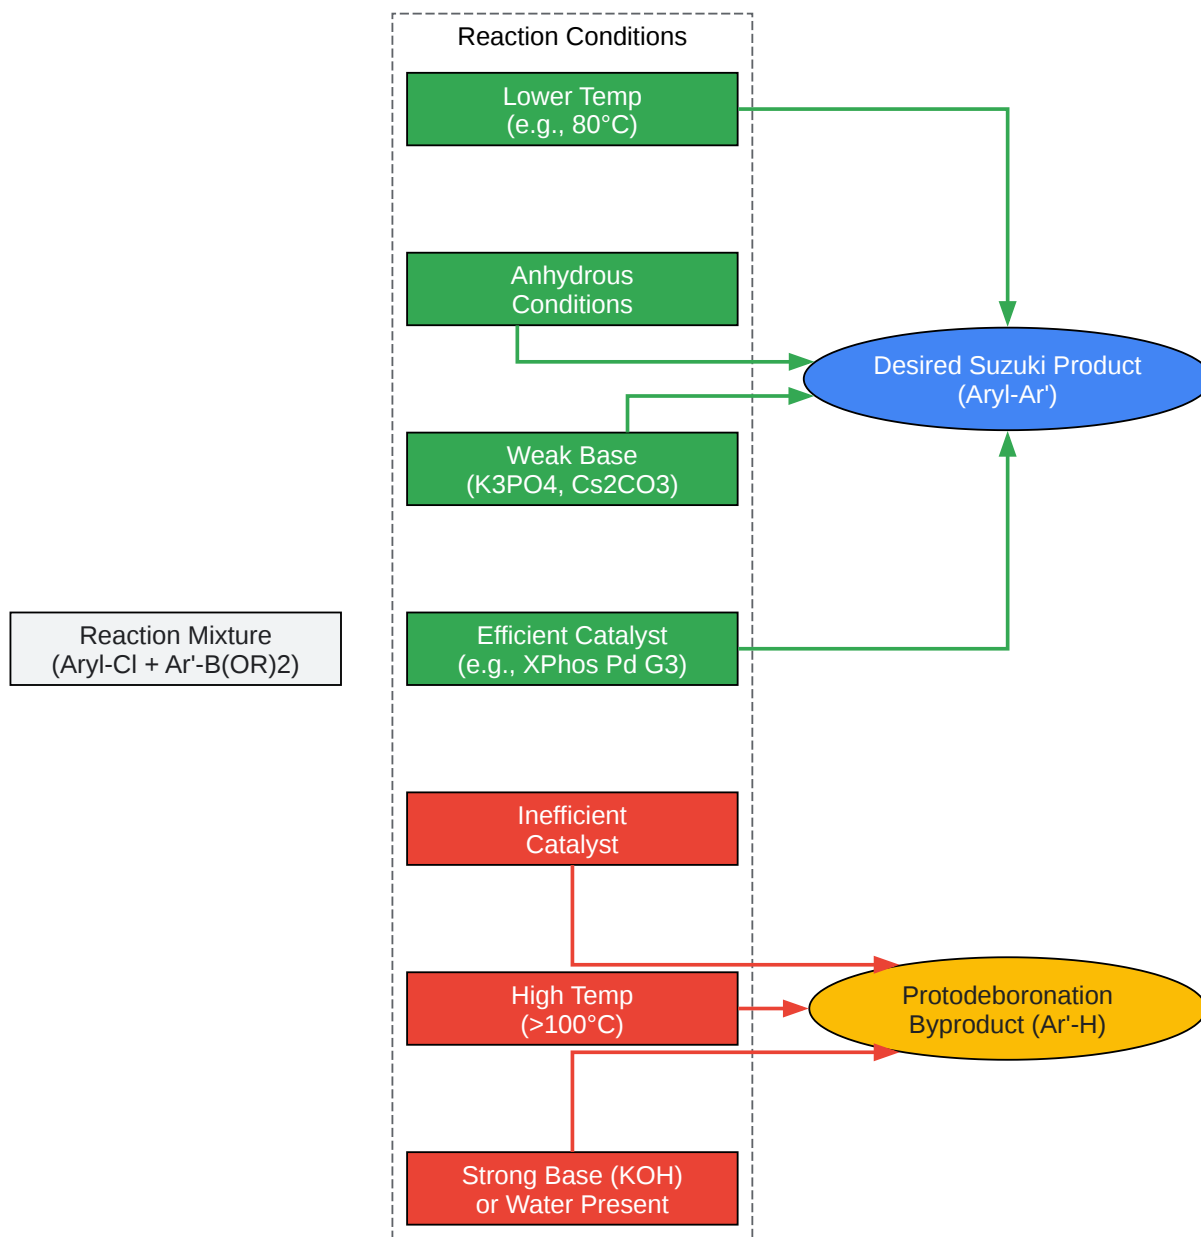 Reaction Conditions
Lower Temp
(e.g., 80°C)
Anhydrous
Conditions
Desired Suzuki Product
(Aryl-Ar')
Weak Base
(K3PO4, Cs2CO3)
Reaction Mixture
(Aryl-Cl + Ar'-B(OR)2)
Efficient Catalyst
(e.g., XPhos Pd G3)
Inefficient
Catalyst
High Temp
(>100°C)
Protodeboronation
Byproduct (Ar'-H)
Strong Base (KOH)
or Water Present